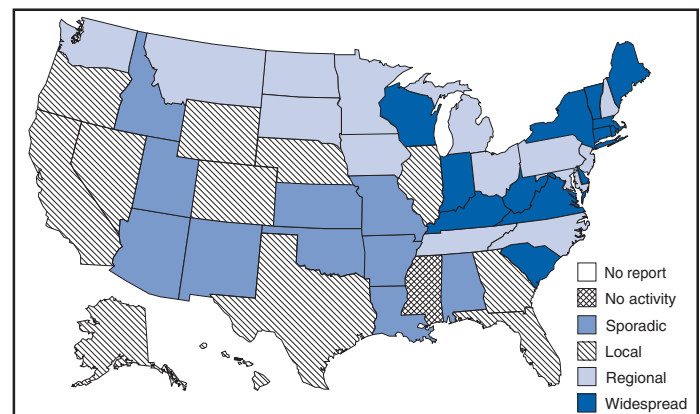 No report
No activity
Sporadic
Local
Regional
Widespread